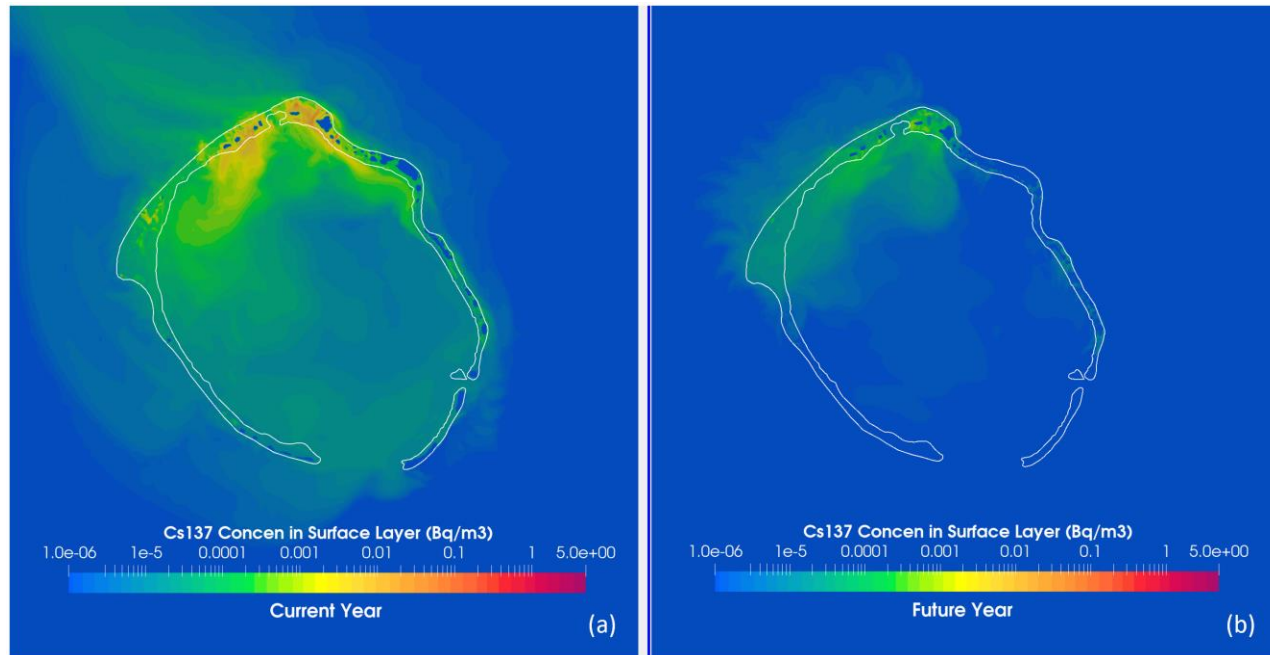 Cs137 Concen in Surface Layer (Bq/m3)
1.0e-06 1e-5 0.0001 0.001 0.01 0.1 1 5.0e+00
Current Year
(a)
Cs137 Concen in Surface Layer (Bq/m3)
1.0e-06 1e-5 0.0001 0.001 0.01 0.1 1 5.0e+00
Future Year
(b)